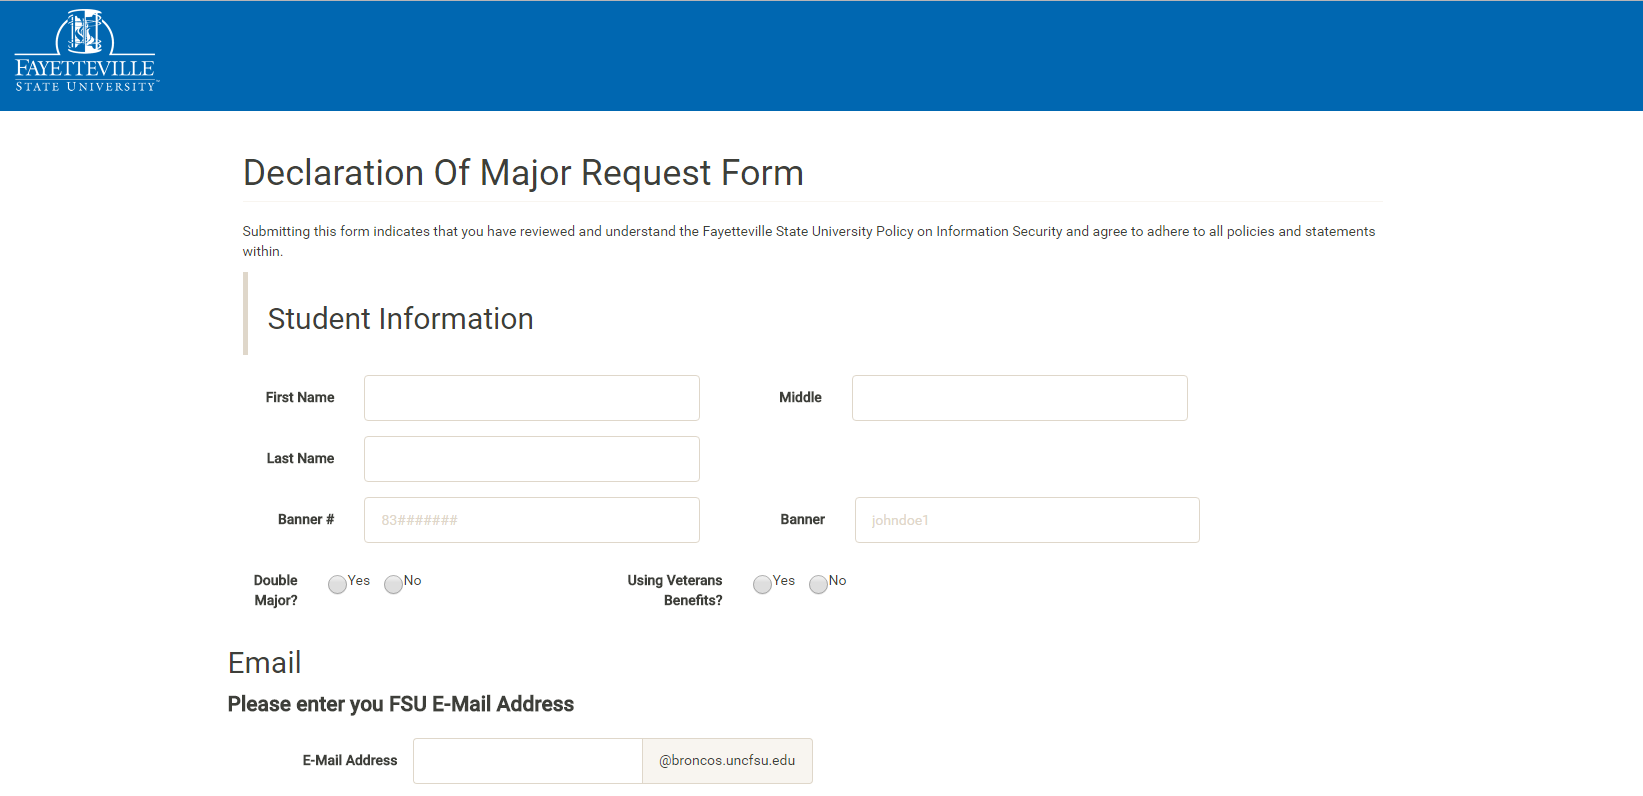 FAYETTEVILLE
STATE UNIVERSITY™
Declaration Of Major Request Form
Submitting this form indicates that you have reviewed and understand the Fayetteville State University Policy on Information Security and agree to adhere to all policies and statements
within.
Student Information
First Name
Middle
Last Name
Banner # 83#######
Banner johndoe1
Double Major? Yes No
Using Veterans Benefits? Yes No
Email
Please enter you FSU E-Mail Address
E-Mail Address @broncos.uncfsu.edu